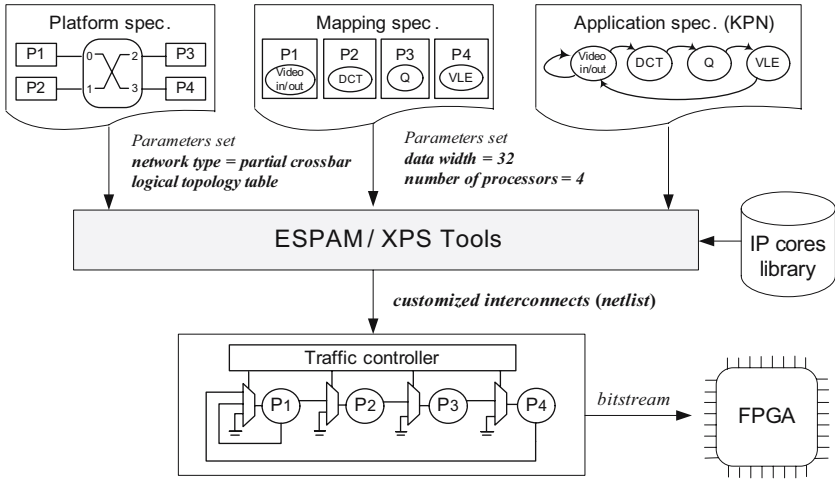 Platform spec.
P1
P2
0
1
2
3
P3
P4
Mapping spec.
P1
P2
P3
P4
Video
in/out
DCT
Q
VLE
Application spec. (KPN)
Video
in/out
DCT
Q
VLE
Parameters set
network type = partial crossbar
logical topology table
Parameters set
data width = 32
number of processors = 4
ESPAM / XPS Tools
IP cores
library
customized interconnects (netlist)
Traffic controller
P1
P2
P3
P4
bitstream
FPGA